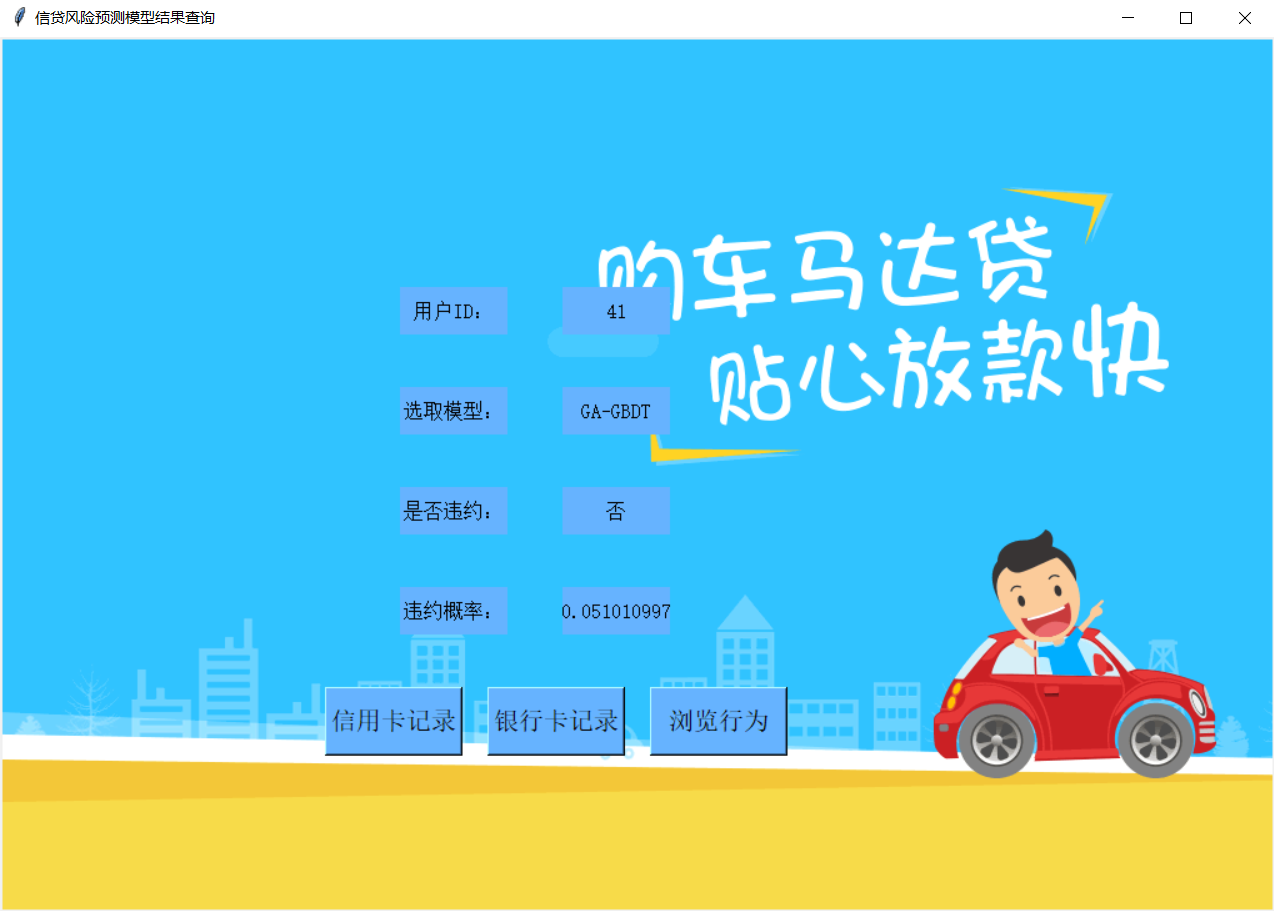 信贷风险预测模型结果查询
购车马达贷
贴心放款快
用户ID: 41
选取模型: GA-GBDT
是否违约: 否
违约概率: 0.051010997
信用卡记录 银行卡记录 浏览行为